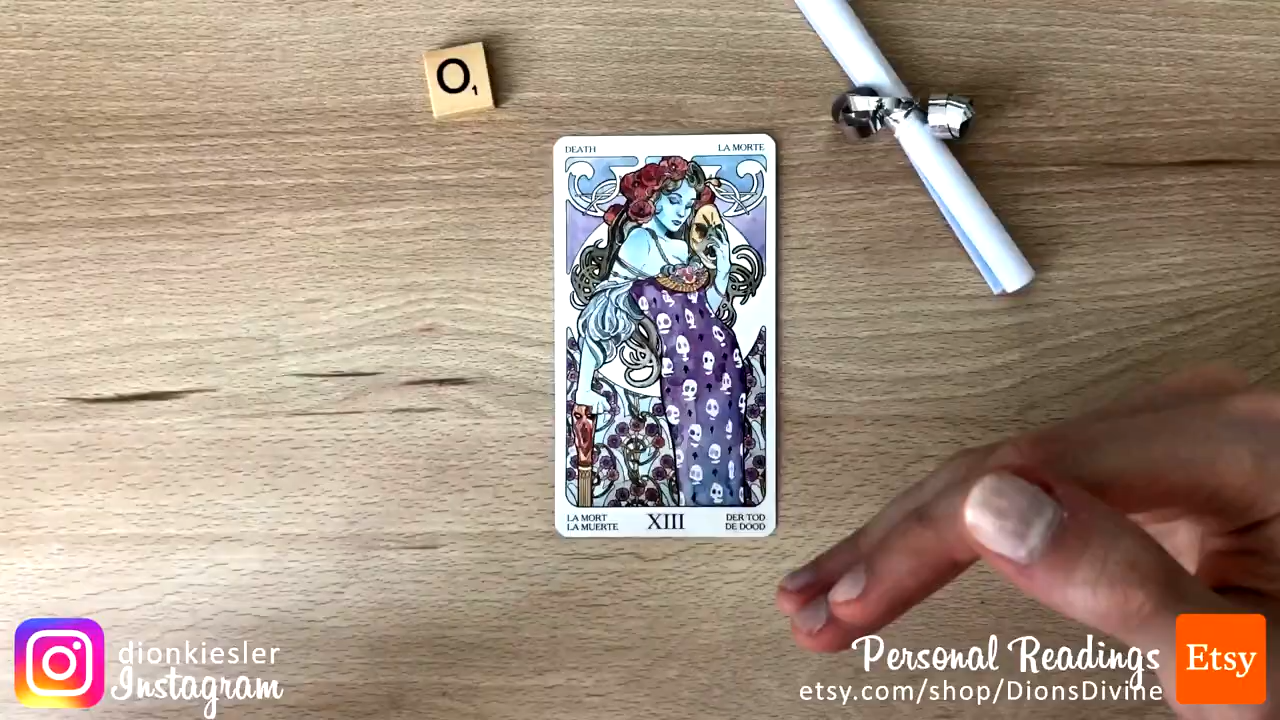 O1
DEATH LA MORTE
LA MORT XIII DER TOD
LA MUERTE DE DOOD
dionkiesler
Instagram
Personal Readings
etsy.com/shop/DionsDivine
Etsy